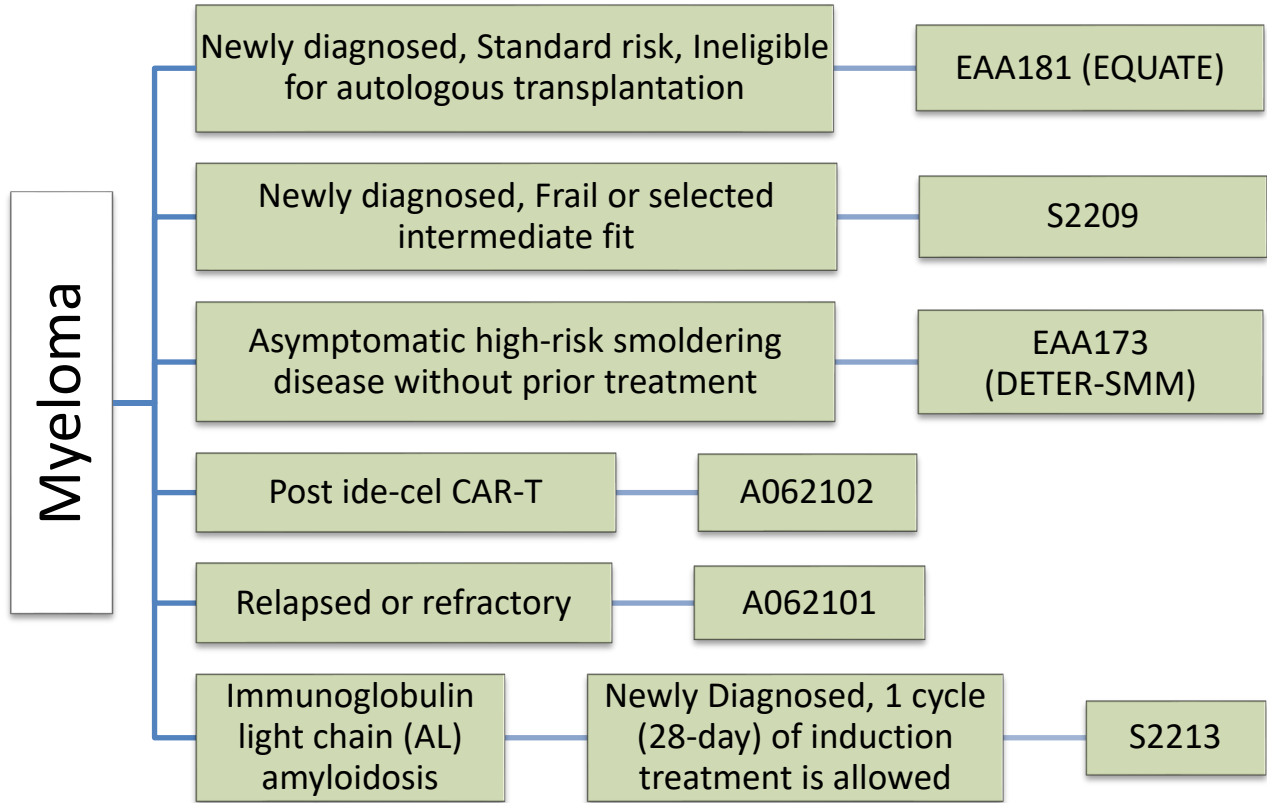 Myeloma
Newly diagnosed, Standard risk, Ineligible
for autologous transplantation
EAA181 (EQUATE)
Newly diagnosed, Frail or selected
intermediate fit
S2209
Asymptomatic high-risk smoldering
disease without prior treatment
EAA173
(DETER-SMM)
Post ide-cel CAR-T
A062102
Relapsed or refractory
A062101
Immunoglobulin
light chain (AL)
amyloidosis
Newly Diagnosed, 1 cycle
(28-day) of induction
treatment is allowed
S2213